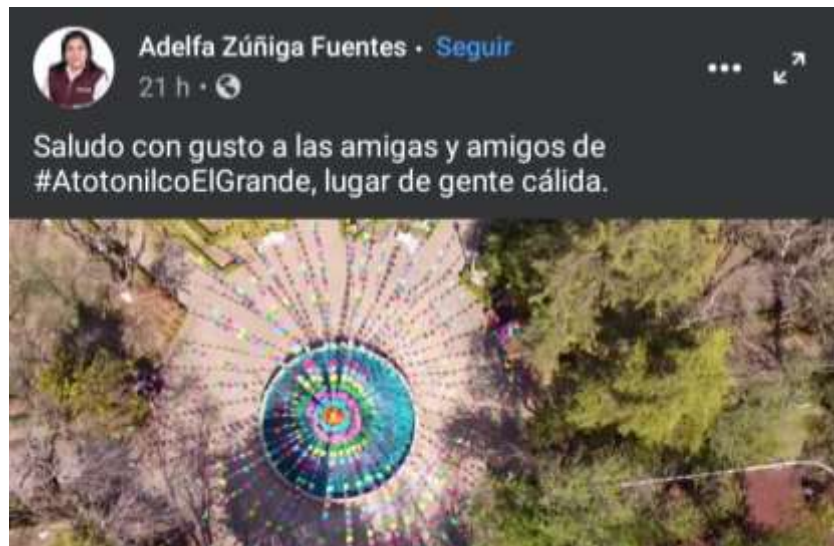 Adelfa Zúñiga Fuentes • Seguir
21 h •
Saludo con gusto a las amigas y amigos de
#AtotonilcoElGrande, lugar de gente cálida.